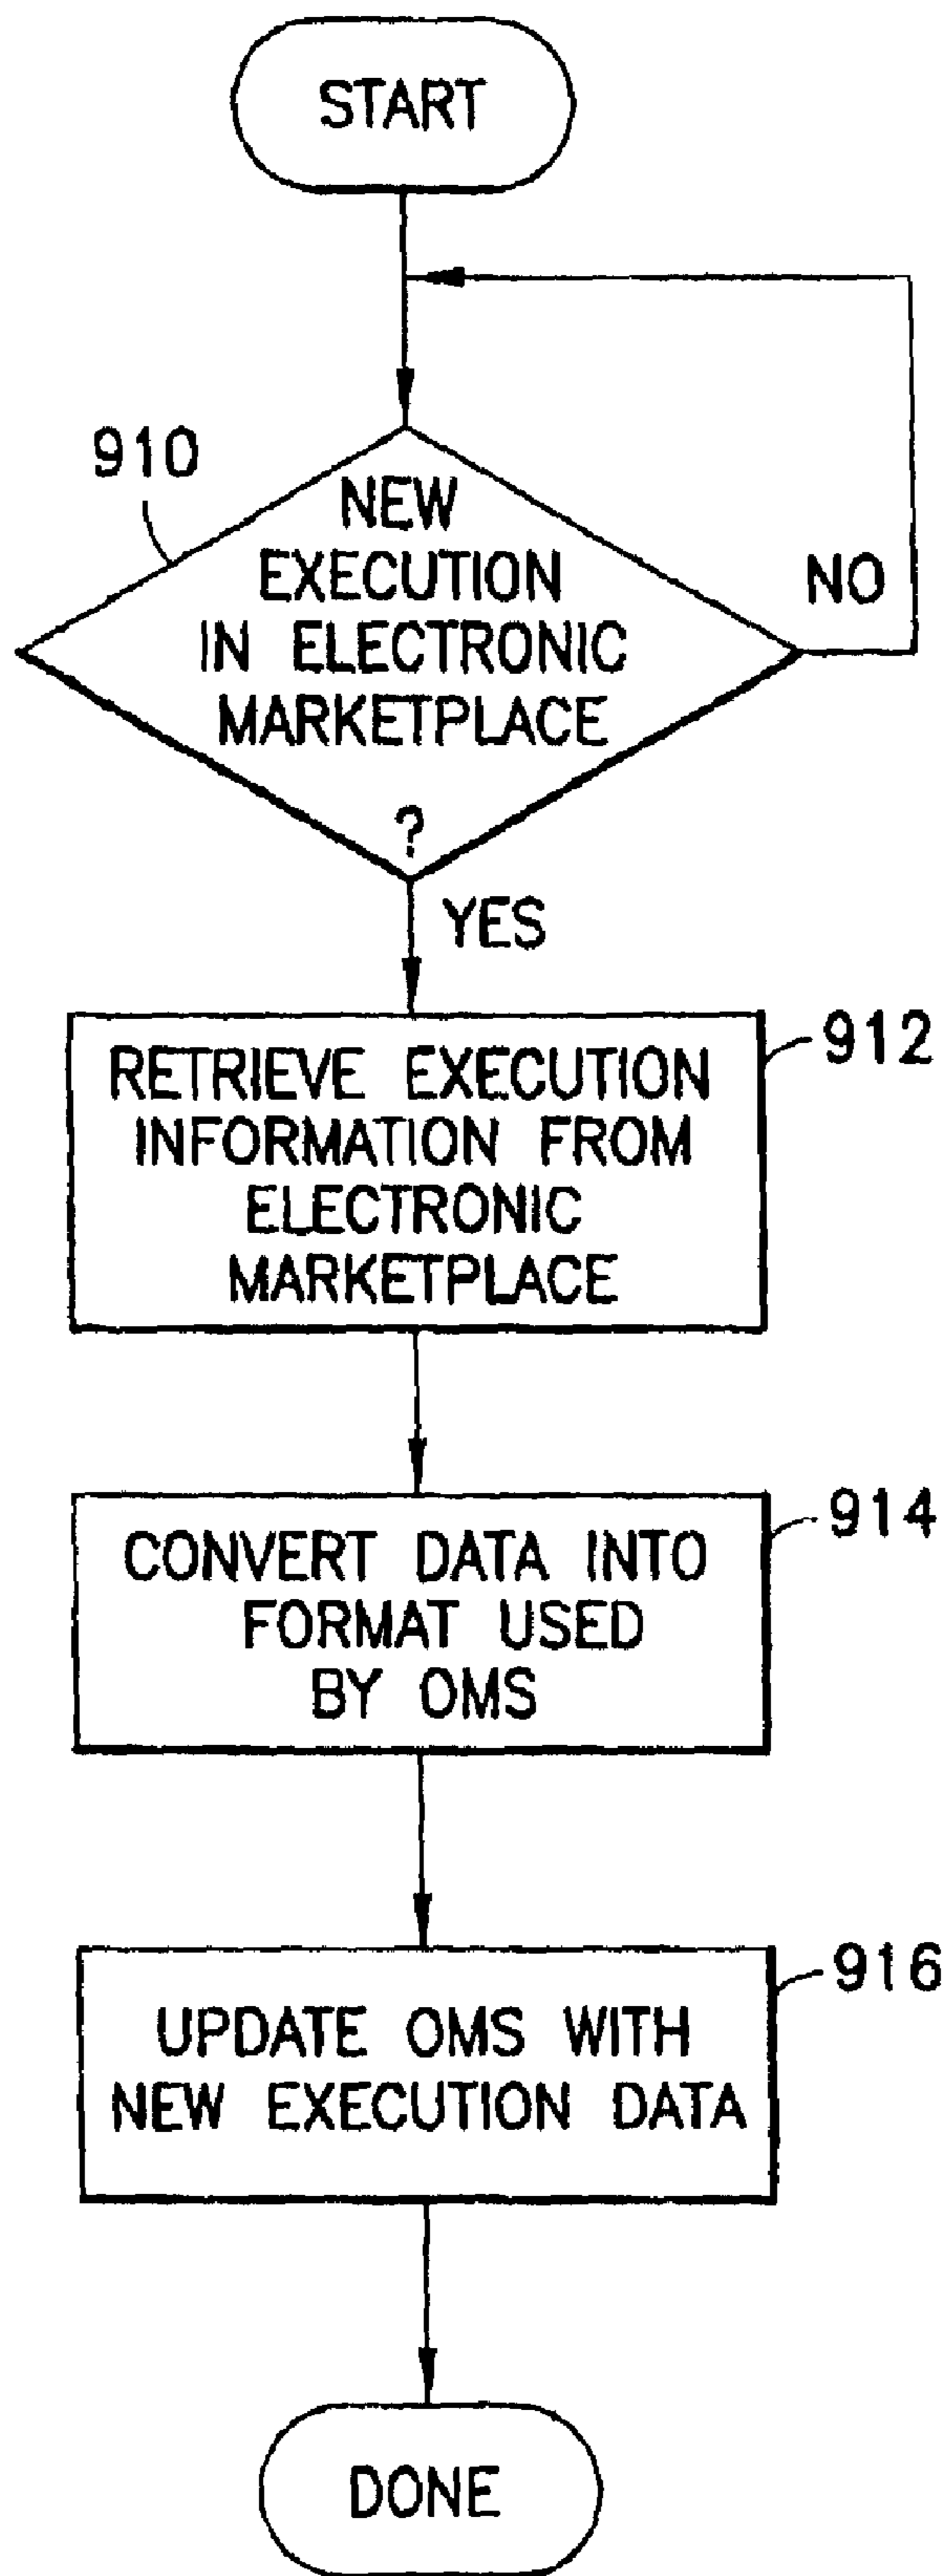 START
910
NEW
EXECUTION
IN ELECTRONIC
MARKETPLACE
?
NO
YES
912
RETRIEVE EXECUTION
INFORMATION FROM
ELECTRONIC
MARKETPLACE
914
CONVERT DATA INTO
FORMAT USED
BY OMS
916
UPDATE OMS WITH
NEW EXECUTION DATA
DONE